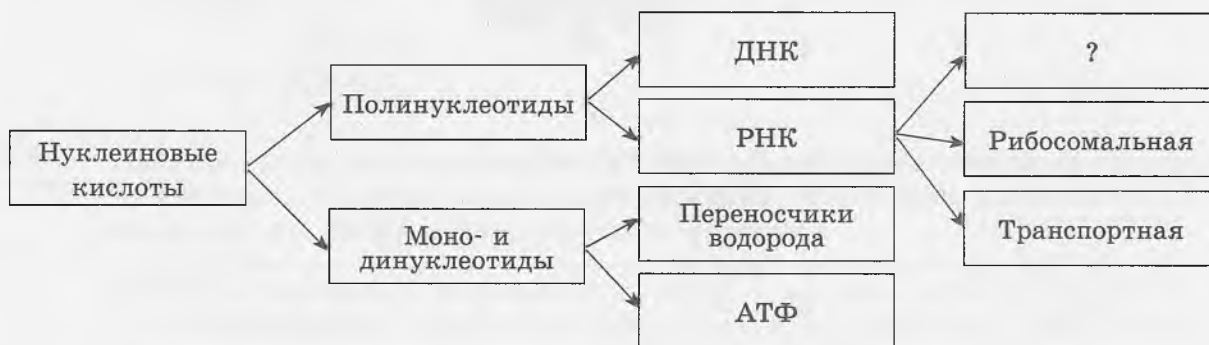 Нуклеиновые
кислоты
Полинуклеотиды
Моно- и
динуклеотиды
ДНК
РНК
Переносчики
водорода
АТФ
?
Рибосомальная
Транспортная